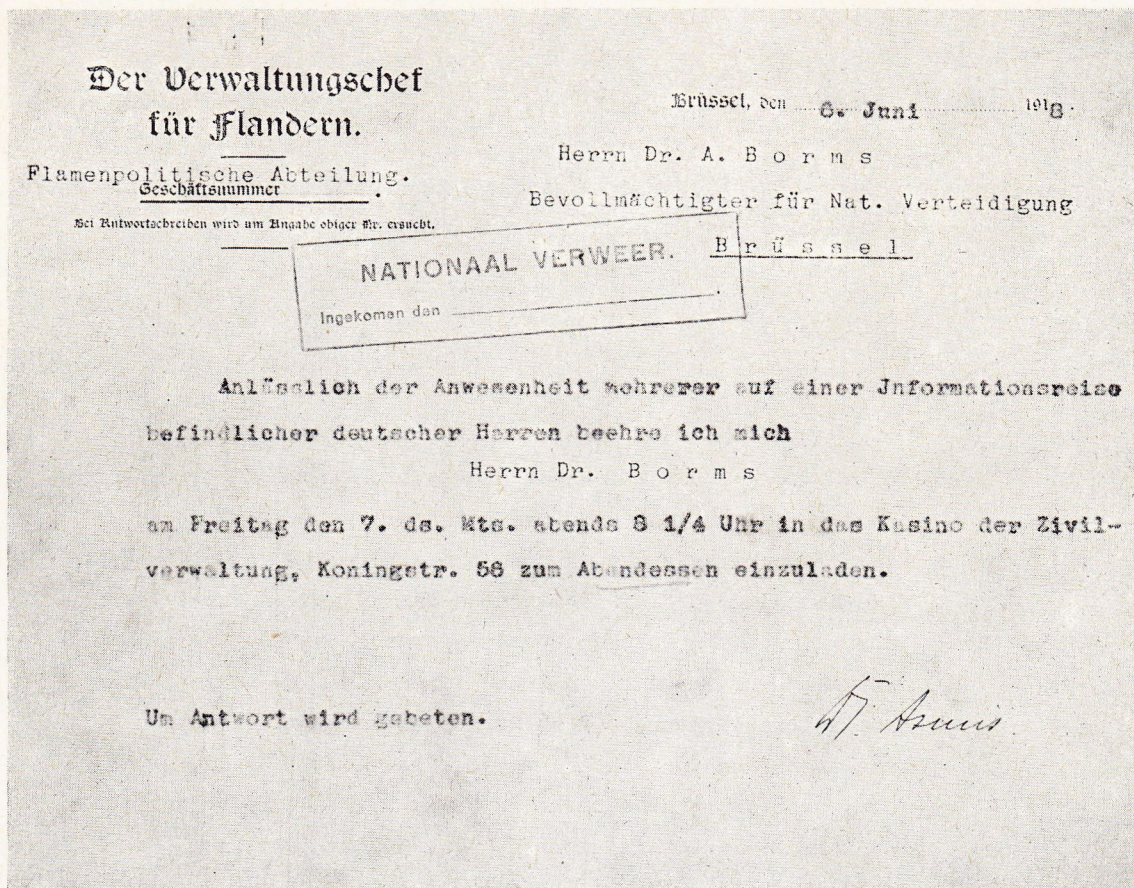 Der Verwaltungschef
für Flandern.
Flamenpolitische Abteilung.
Geschäftsnummer .
Bei Antwortschreiben wird um Angabe obiger Nr. ersucht.
Brüssel, den 6. Juni 1918.
Herrn Dr. A. B o r m s
Bevollmächtigter für Nat. Verteidigung
B r ü s s e l
NATIONAAL VERWEER.
Ingekomen den .
Anlässlich der Anwesenheit mehrerer auf einer Jnformationsreise
befindlicher deutscher Herren beehre ich mich
Herrn Dr. B o r m s
am Freitag den 7. ds. Mts. abends 8 1/4 Uhr in das Kasino der Zivil-
verwaltung, Koningstr. 56 zum Abendessen einzuladen.
Um Antwort wird gebeten.